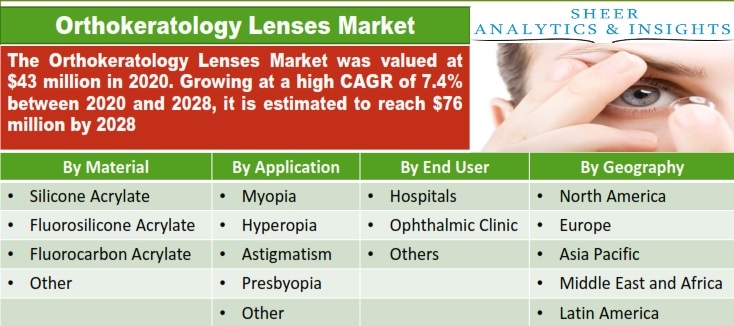 Orthokeratology Lenses Market
SHEER
ANALYTICS & INSIGHTS
The Orthokeratology Lenses Market was valued at
$43 million in 2020. Growing at a high CAGR of 7.4%
between 2020 and 2028, it is estimated to reach $76
million by 2028
By Material
By Application
By End User
By Geography
• Silicone Acrylate
• Myopia
• Hospitals
• North America
• Fluorosilicone Acrylate
• Hyperopia
• Ophthalmic Clinic
• Europe
• Fluorocarbon Acrylate
• Astigmatism
• Others
• Asia Pacific
• Other
• Presbyopia
• Middle East and Africa
• Other
• Latin America